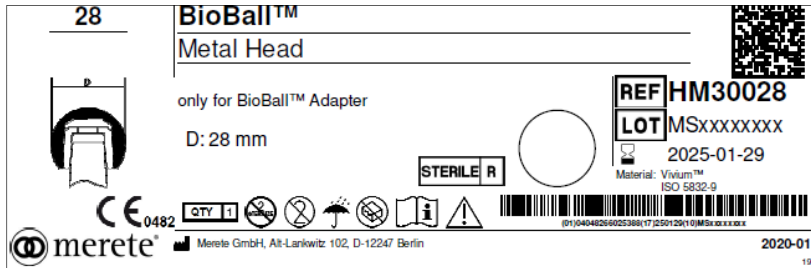 28
BioBall™
Metal Head
D
only for BioBall™ Adapter
D: 28 mm
REF HM30028
LOT MSxxxxxxxx
2025-01-29
STERILE R
Material: Vivium™
ISO 5832-9
CE 0482
QTY 1
2
i
(01)04048266025388(17)250129(10)MSxxxxxxxx
merete®
Merete GmbH, Alt-Lankwitz 102, D-12247 Berlin
2020-01
19